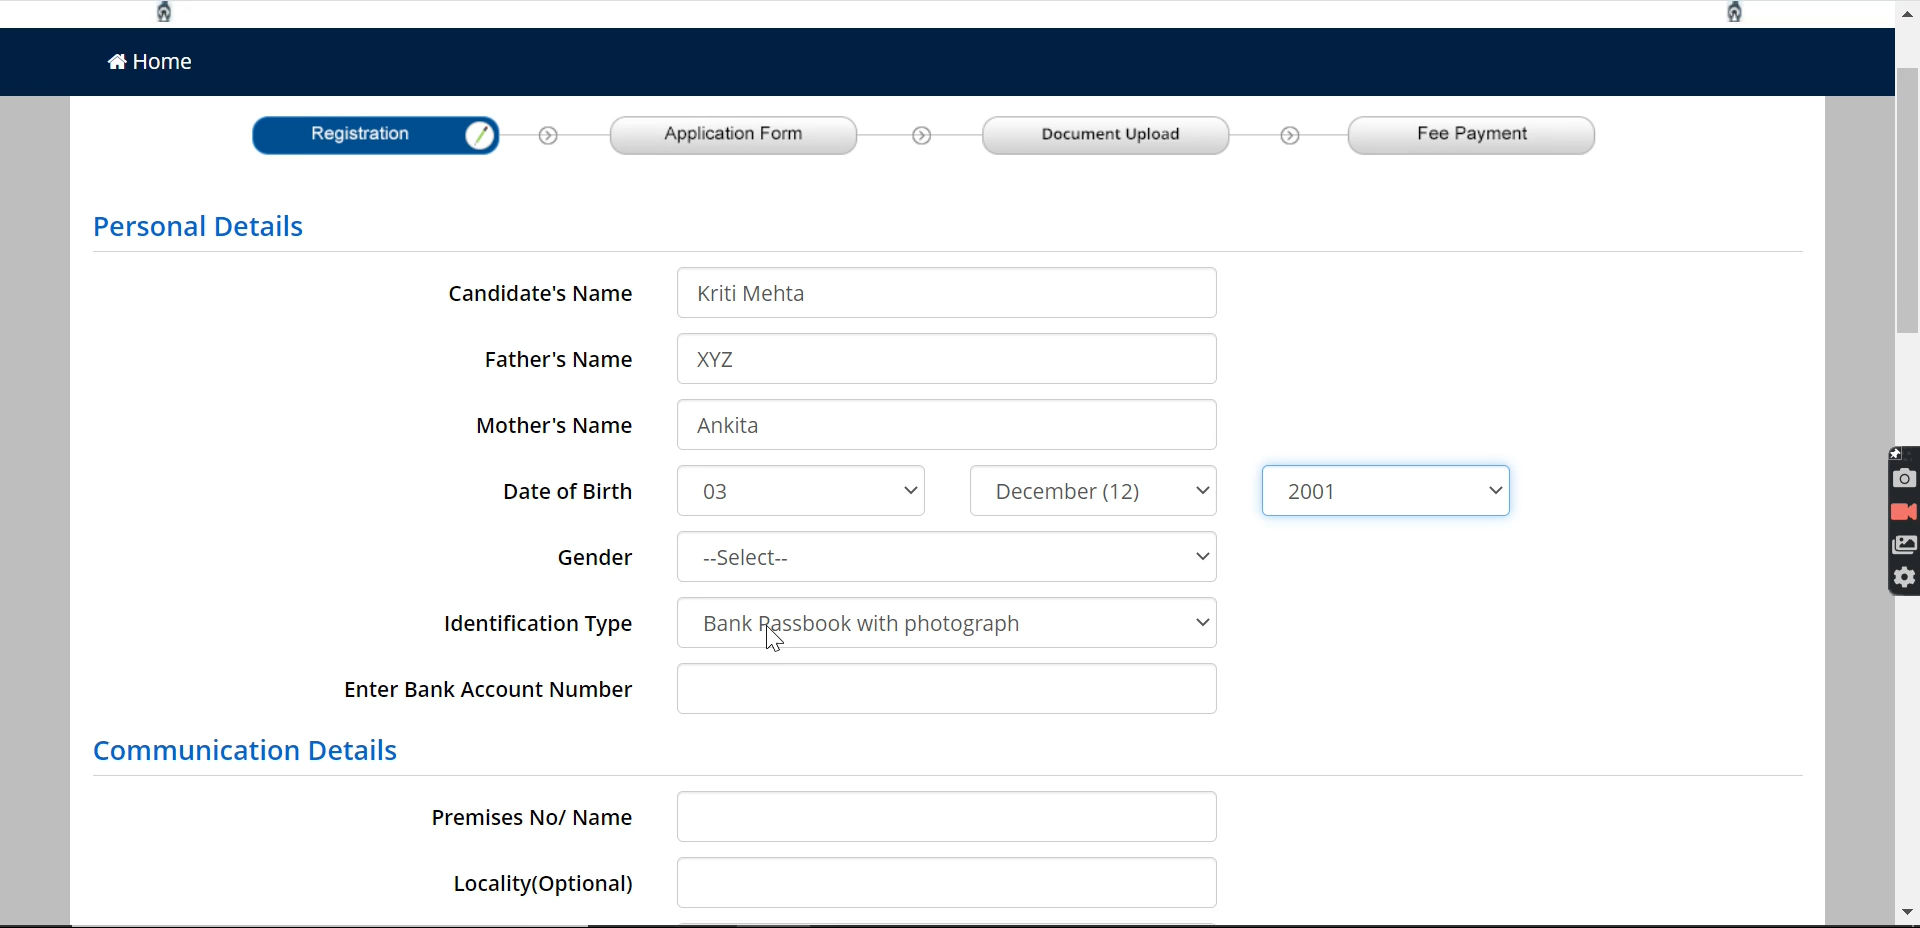 Home
Registration
Application Form
Document Upload
Fee Payment
Personal Details
Candidate's Name
Kriti Mehta
Father's Name
XYZ
Mother's Name
Ankita
Date of Birth
03
December (12)
2001
Gender
--Select--
Identification Type
Bank Passbook with photograph
Enter Bank Account Number
Communication Details
Premises No/ Name
Locality(Optional)